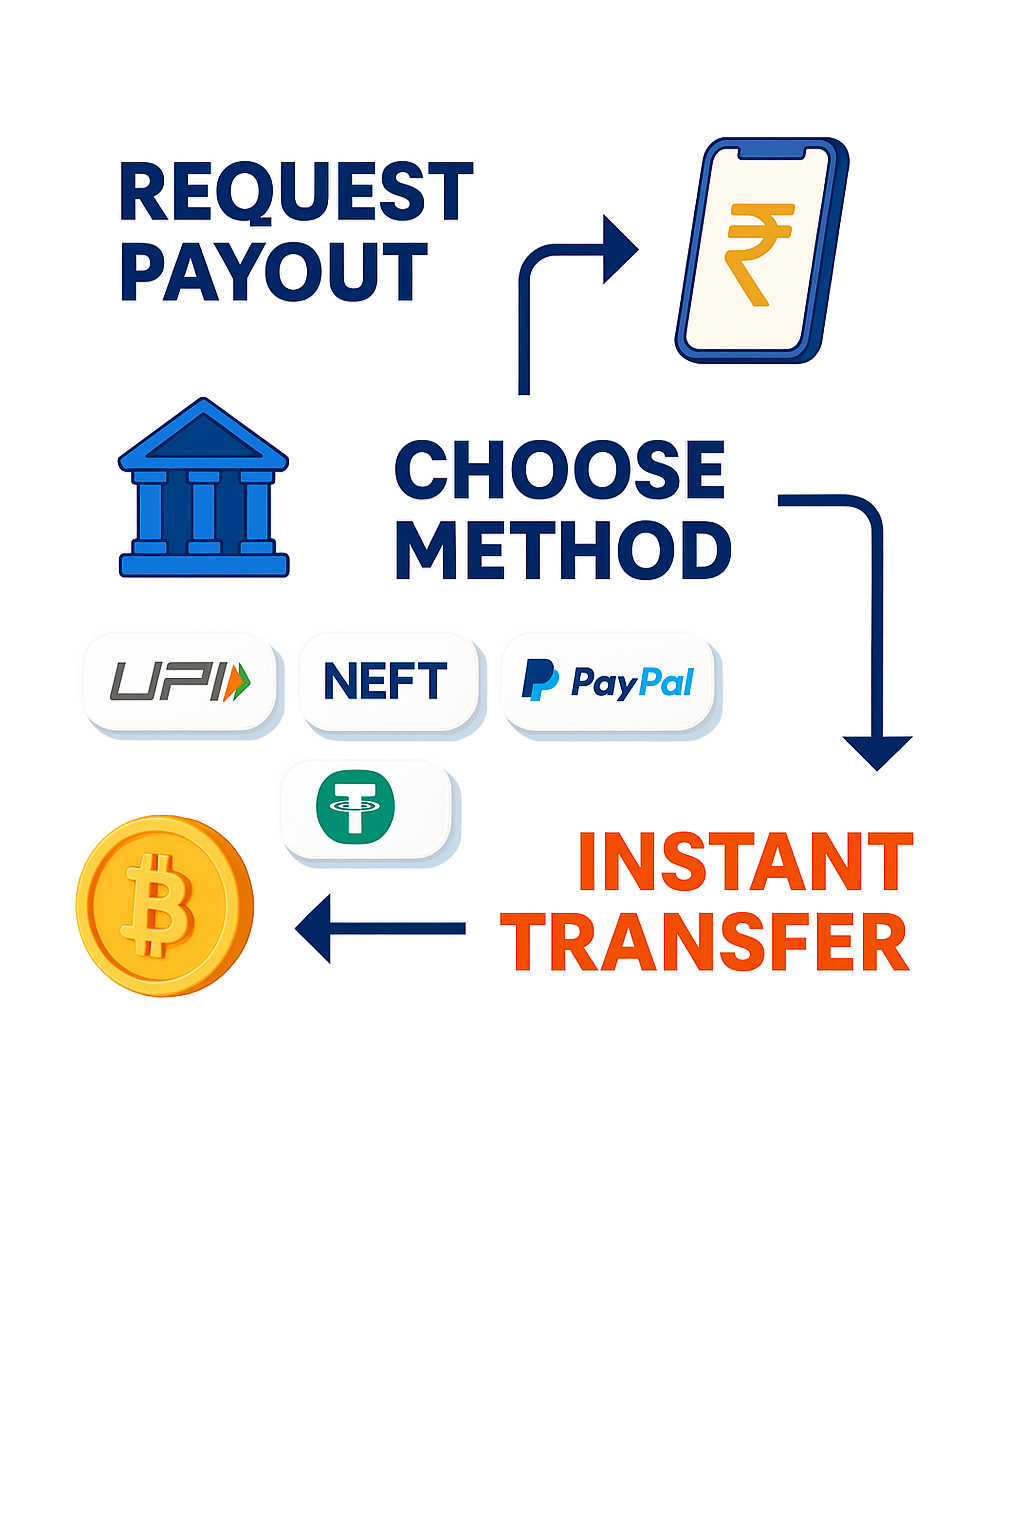 REQUEST
PAYOUT
₹
CHOOSE
METHOD
UPI
NEFT
PayPal
INSTANT
TRANSFER